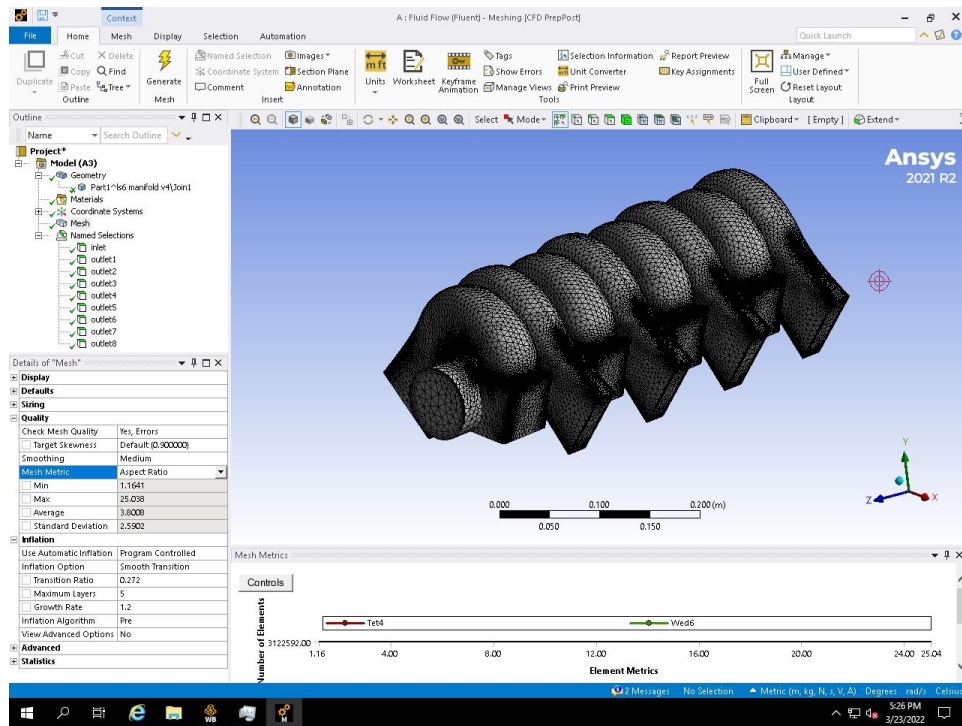 Context
A : Fluid Flow (Fluent) - Meshing [CFD PrepPost]
File Home Mesh Display Selection Automation
Quick Launch
Duplicate
Cut
Copy
Paste
Delete
Find
Tree
Outline
Generate
Mesh
Named Selection
Coordinate System
Comment
Images
Section Plane
Annotation
Insert
Units
Worksheet
Keyframe Animation
Tags
Show Errors
Manage Views
Selection Information
Unit Converter
Print Preview
Report Preview
Key Assignments
Tools
Full Screen
Manage
User Defined
Reset Layout
Layout
Outline
Name Search Outline
Select Mode Clipboard [Empty] Extend
Project*
Model (A3)
Geometry
Part1^ls6 manifold v4\Join1
Materials
Coordinate Systems
Mesh
Named Selections
inlet
outlet1
outlet2
outlet3
outlet4
outlet5
outlet6
outlet7
outlet8
Ansys
2021 R2
Details of "Mesh"
Display
Defaults
Sizing
Quality
Check Mesh Quality Yes, Errors
Target Skewness Default (0.900000)
Smoothing Medium
Mesh Metric Aspect Ratio
Min 1.1641
Max 25.038
Average 3.8008
Standard Deviation 2.5902
Inflation
Use Automatic Inflation Program Controlled
Inflation Option Smooth Transition
Transition Ratio 0.272
Maximum Layers 5
Growth Rate 1.2
Inflation Algorithm Pre
View Advanced Options No
Advanced
Statistics
Y
Z X
0.000 0.100 0.200 (m)
0.050 0.150
Mesh Metrics
Controls
Number of Elements
Tet4 Wed6
3122592.00
1.16 4.00 8.00 12.00 16.00 20.00 24.00 25.04
Element Metrics
2 Messages No Selection Metric (m, kg, N, s, V, A) Degrees rad/s Celsius
WB M
5:26 PM
3/23/2022